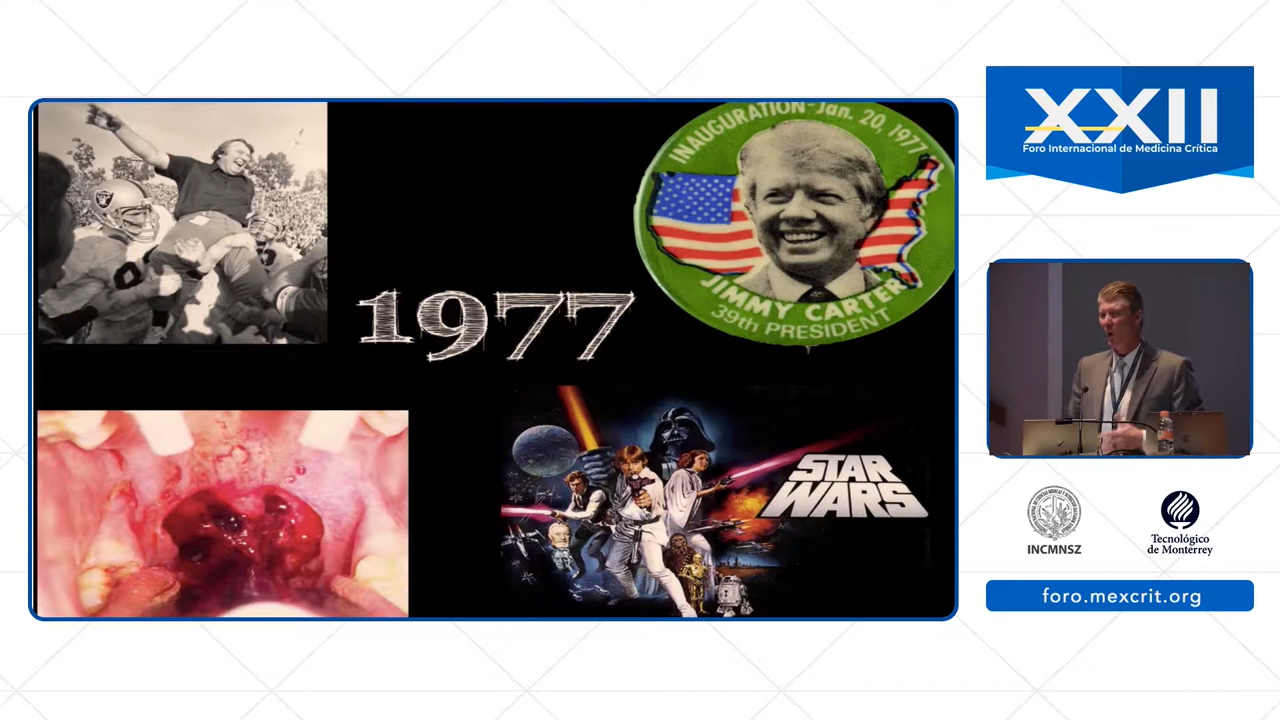 INAUGURATION-Jan. 20, 1977
JIMMY CARTER
39th PRESIDENT
1977
STAR
WARS
XXII
Foro Internacional de Medicina Crítica
INCMNSZ
Tecnológico
de Monterrey
foro.mexcrit.org